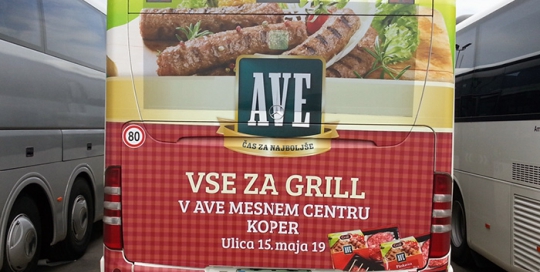 AVE
ČAS ZA NAJBOLJŠE
80
VSE ZA GRILL
V AVE MESNEM CENTRU
KOPER
Ulica 15. maja 19